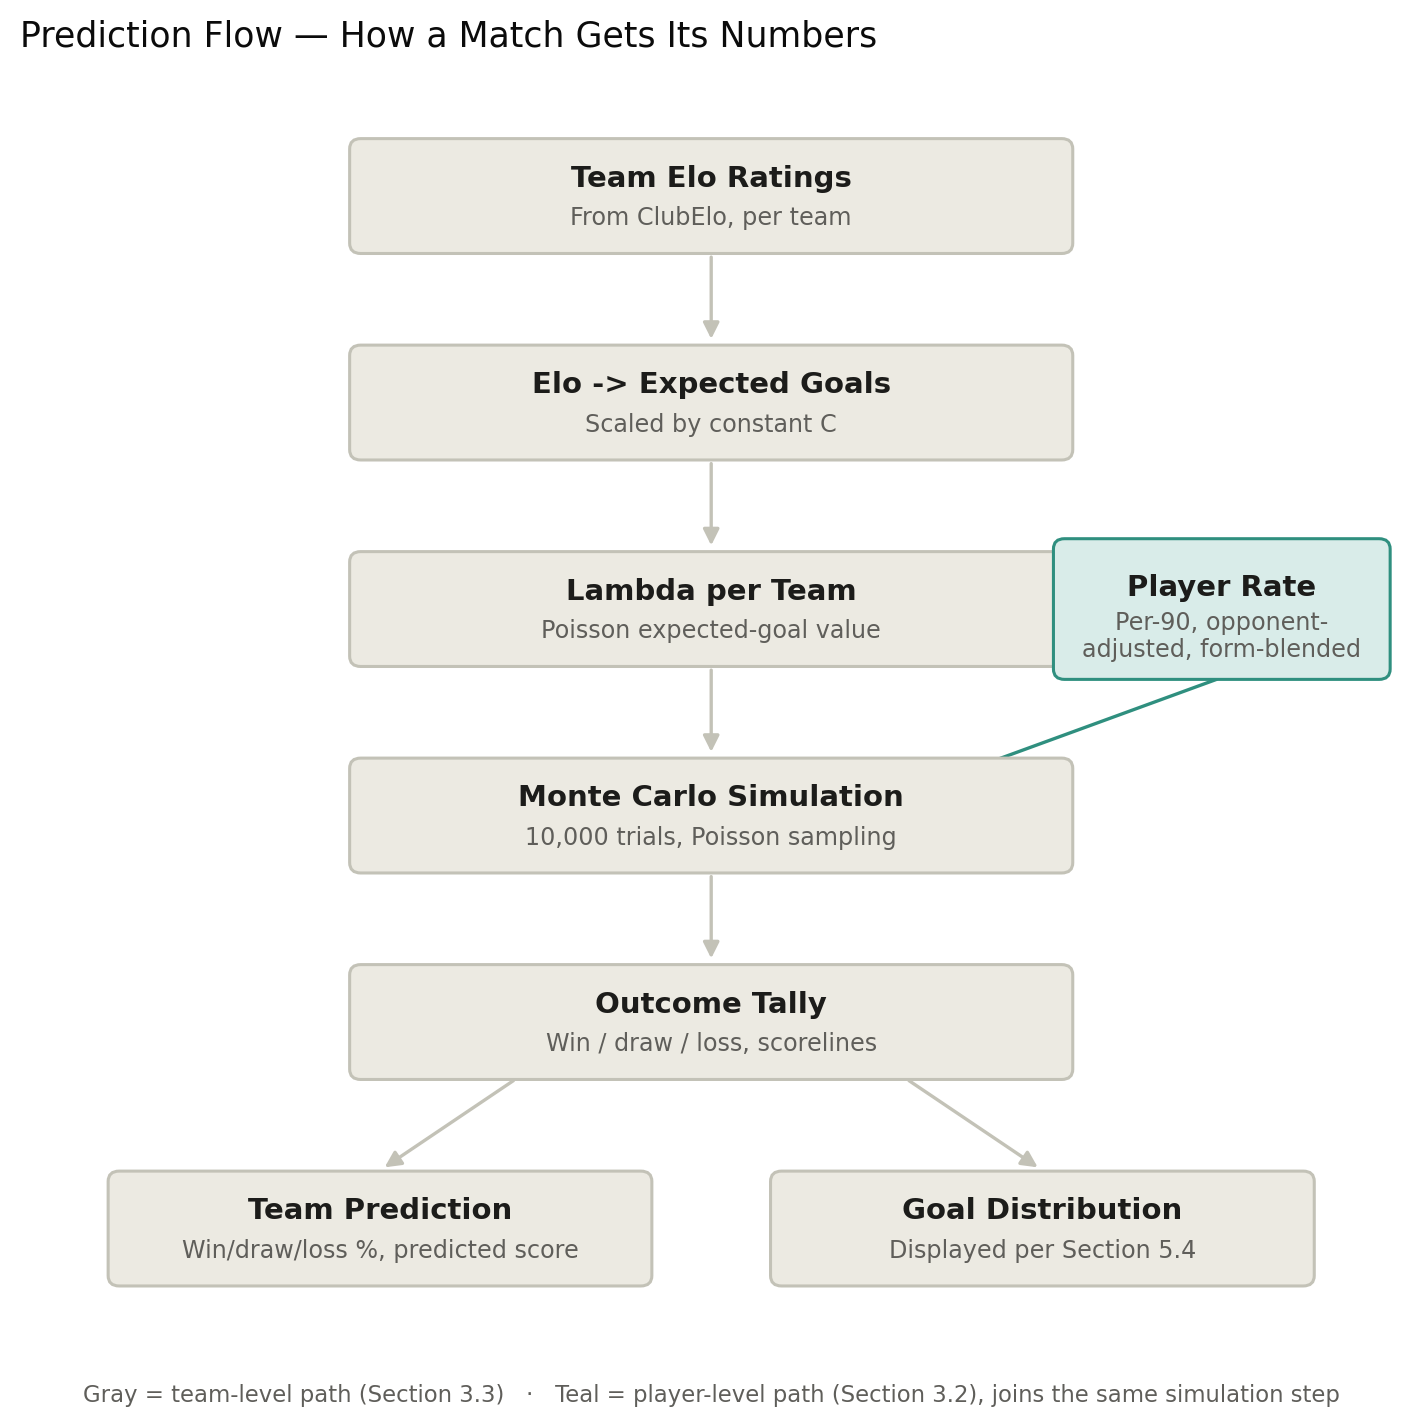 Prediction Flow — How a Match Gets Its Numbers
Team Elo Ratings
From ClubElo, per team
Elo -> Expected Goals
Scaled by constant C
Lambda per Team
Poisson expected-goal value
Player Rate
Per-90, opponent-
adjusted, form-blended
Monte Carlo Simulation
10,000 trials, Poisson sampling
Outcome Tally
Win / draw / loss, scorelines
Team Prediction
Win/draw/loss %, predicted score
Goal Distribution
Displayed per Section 5.4
Gray = team-level path (Section 3.3) · Teal = player-level path (Section 3.2), joins the same simulation step